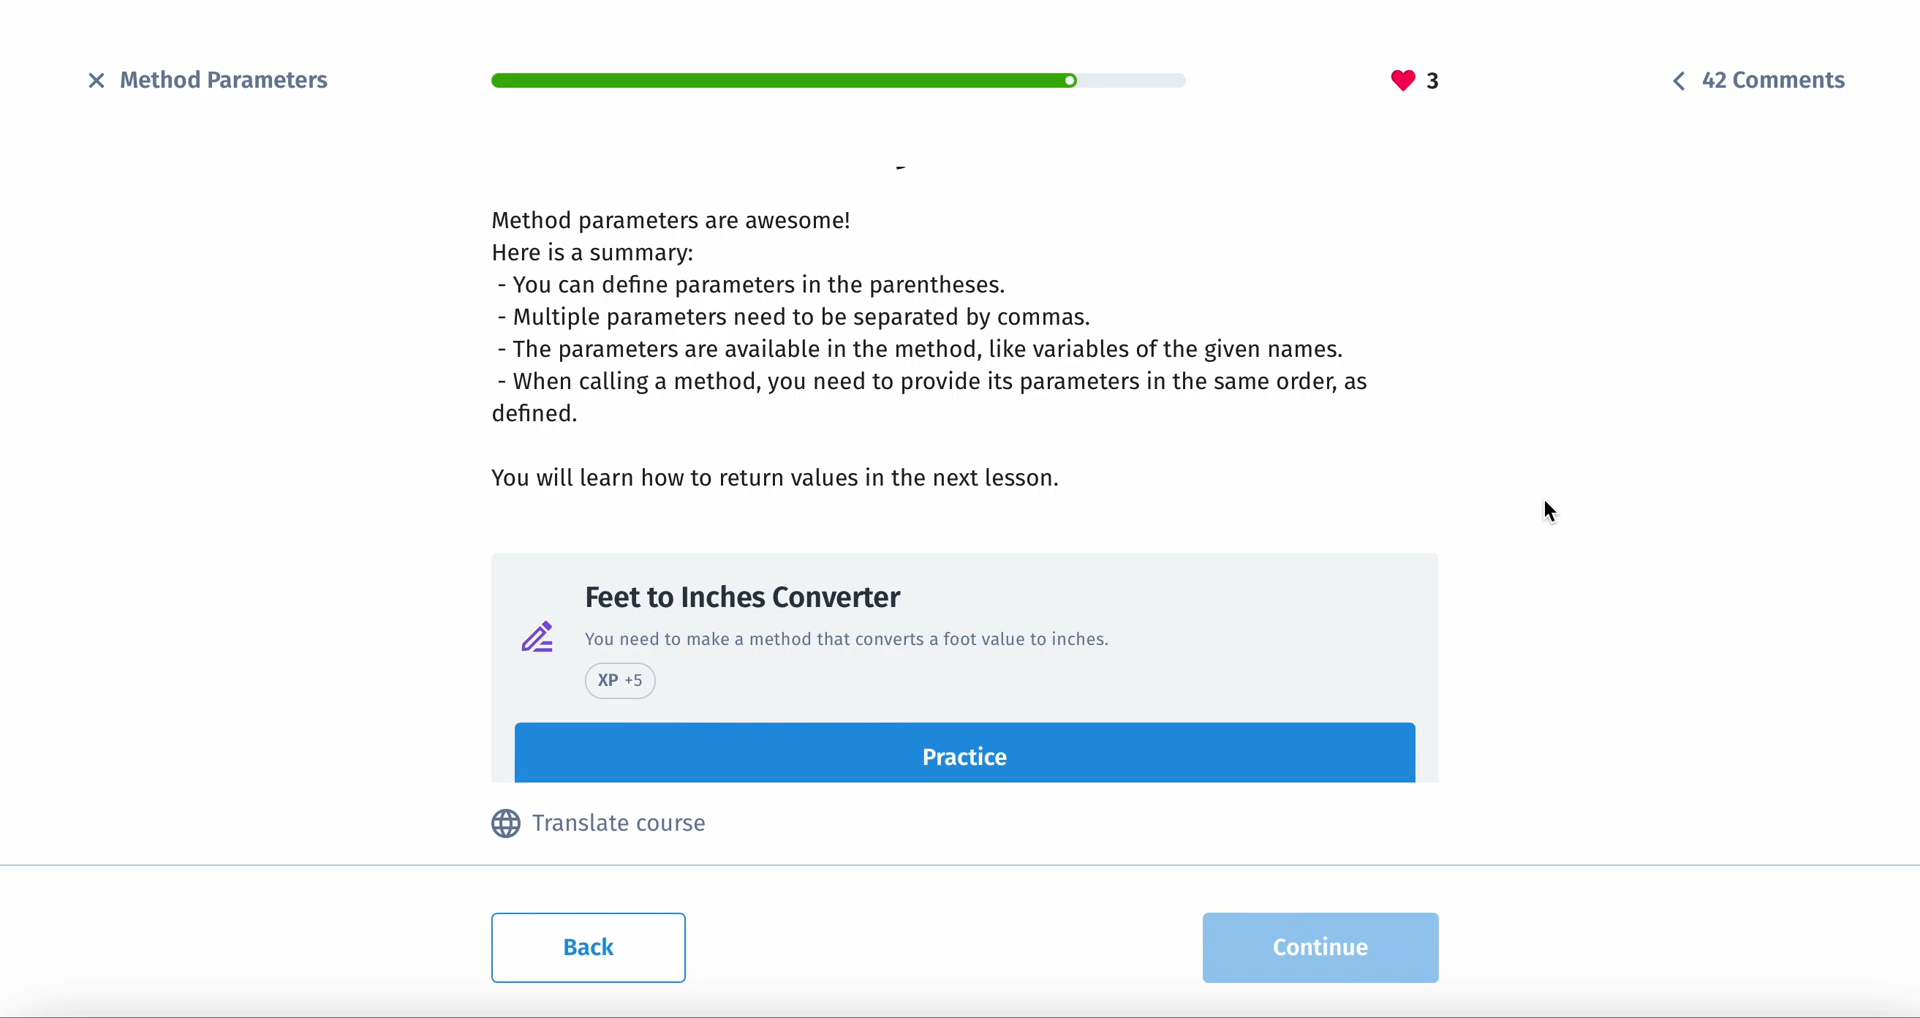 Method Parameters
3
42 Comments
Method parameters are awesome!
Here is a summary:
- You can define parameters in the parentheses.
- Multiple parameters need to be separated by commas.
- The parameters are available in the method, like variables of the given names.
- When calling a method, you need to provide its parameters in the same order, as
defined.
You will learn how to return values in the next lesson.
Feet to Inches Converter
You need to make a method that converts a foot value to inches.
XP +5
Practice
Translate course
Back
Continue